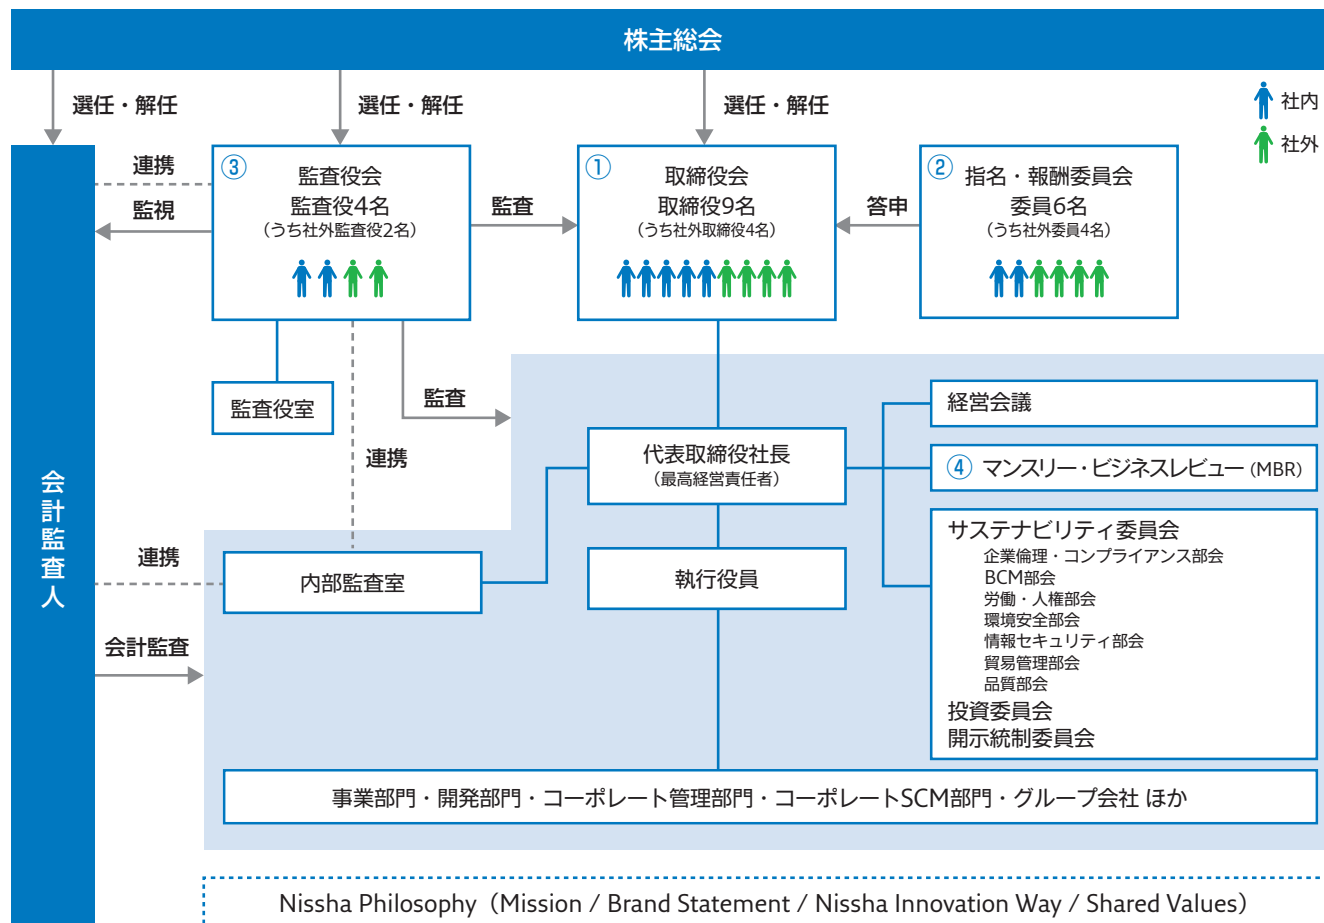 株主総会
選任・解任
選任・解任
選任・解任
社内
社外
会計監査人
連携
監視
③
監査役会
監査役4名
（うち社外監査役2名）
監査
①
取締役会
取締役9名
（うち社外取締役4名）
答申
②
指名・報酬委員会
委員6名
（うち社外委員4名）
監査役室
監査
連携
代表取締役社長
（最高経営責任者）
経営会議
④ マンスリー・ビジネスレビュー (MBR)
サステナビリティ委員会
企業倫理・コンプライアンス部会
BCM部会
労働・人権部会
環境安全部会
情報セキュリティ部会
貿易管理部会
品質部会
投資委員会
開示統制委員会
連携
内部監査室
執行役員
会計監査
事業部門・開発部門・コーポレート管理部門・コーポレートSCM部門・グループ会社 ほか
Nissha Philosophy（Mission / Brand Statement / Nissha Innovation Way / Shared Values）